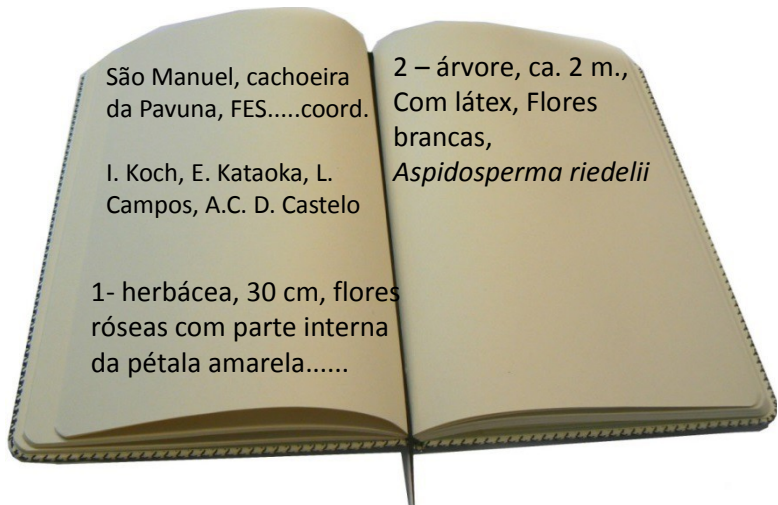 São Manuel, cachoeira
da Pavuna, FES.....coord.
I. Koch, E. Kataoka, L.
Campos, A.C. D. Castelo
1- herbácea, 30 cm, flores
róseas com parte interna
da pétala amarela......
2 – árvore, ca. 2 m.,
Com látex, Flores
brancas,
Aspidosperma riedelii